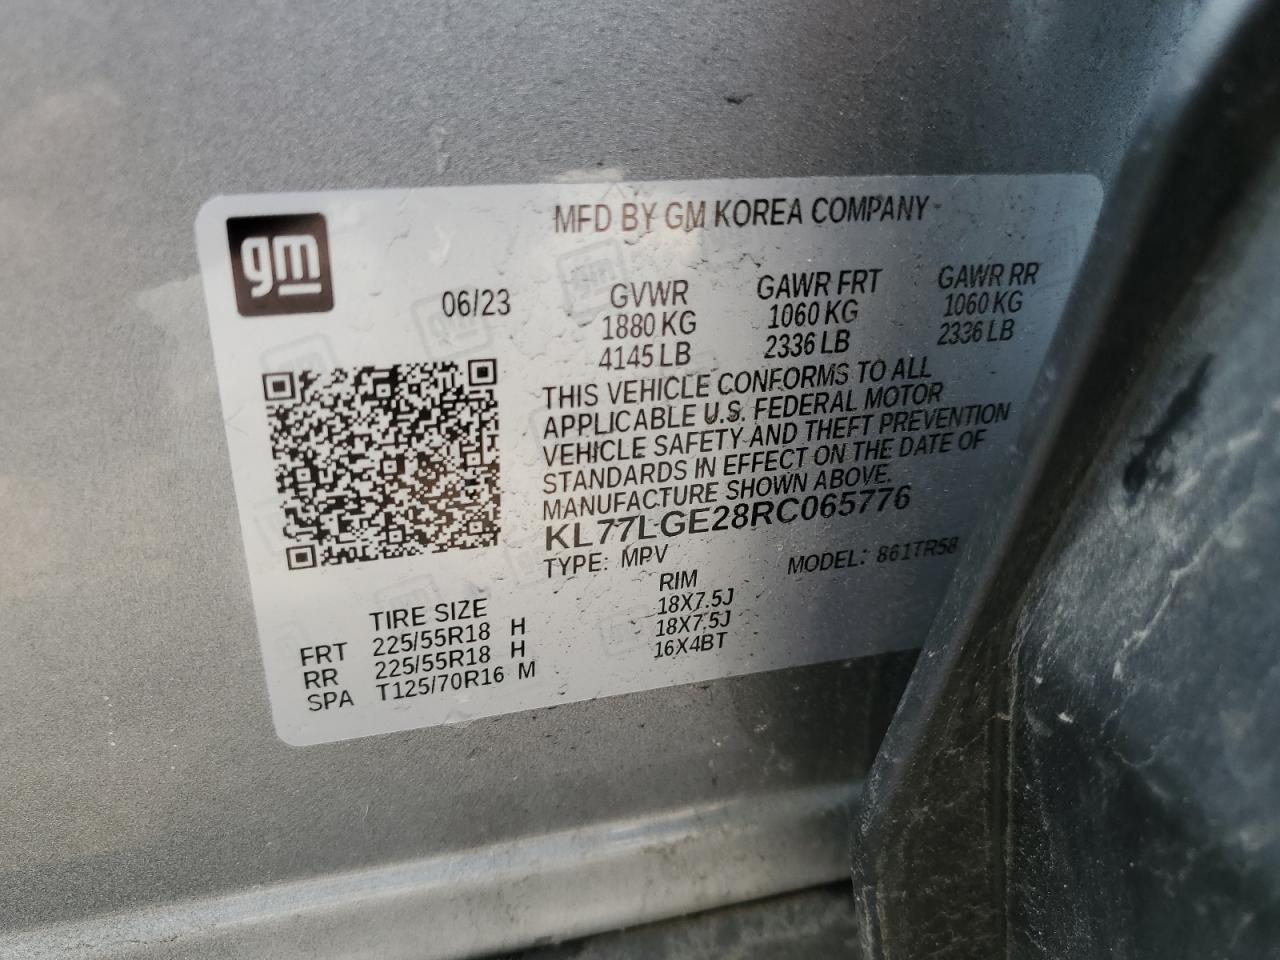 gm
MFD BY GM KOREA COMPANY
06/23 GVWR GAWR FRT GAWR RR
1880 KG 1060 KG 1060 KG
4145 LB 2336 LB 2336 LB
THIS VEHICLE CONFORMS TO ALL
APPLICABLE U.S. FEDERAL MOTOR
VEHICLE SAFETY AND THEFT PREVENTION
STANDARDS IN EFFECT ON THE DATE OF
MANUFACTURE SHOWN ABOVE.
KL77LGE28RC065776
TYPE: MPV MODEL: 861TR58
TIRE SIZE RIM
FRT 225/55R18 H 18X7.5J
RR 225/55R18 H 18X7.5J
SPA T125/70R16 M 16X4BT